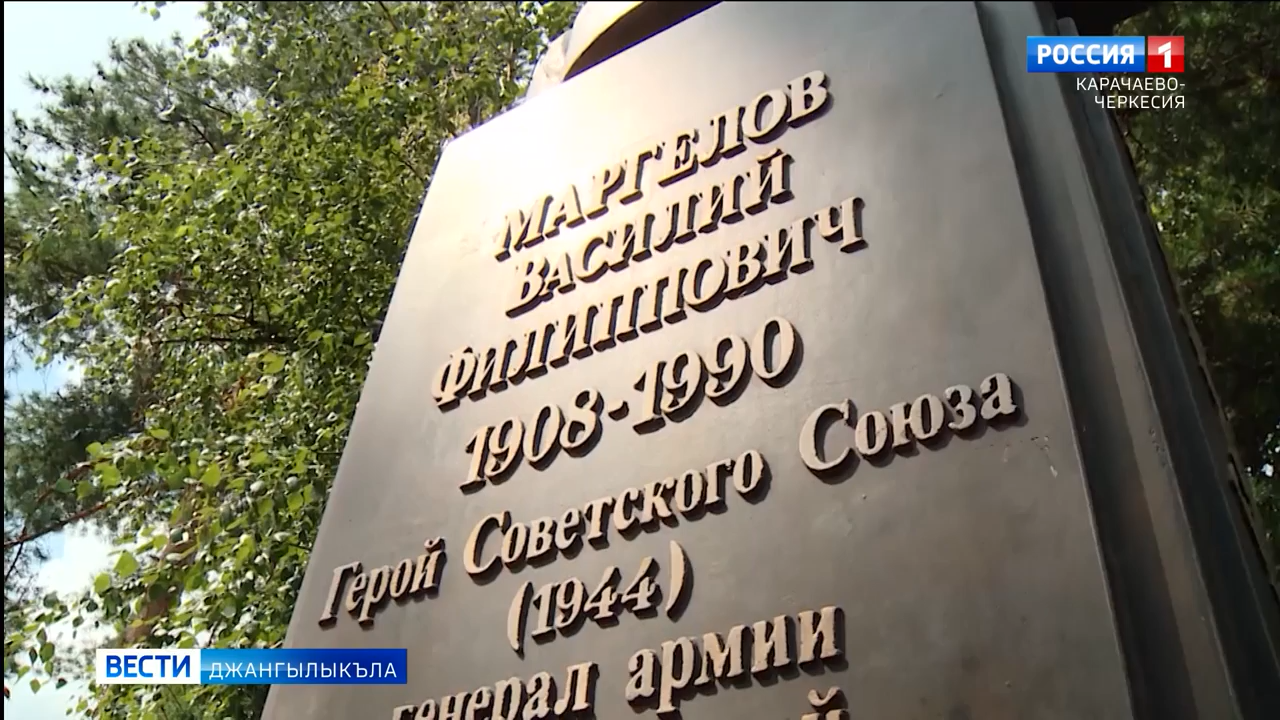 РОССИЯ 1
КАРАЧАЕВО-
ЧЕРКЕСИЯ
МАРГЕЛОВ
ВАСИЛИЙ
ФИЛИППОВИЧ
1908-1990
Герой Советского Союза
(1944)
генерал армии
ВЕСТИ ДЖАНГЫЛЫКЪЛА